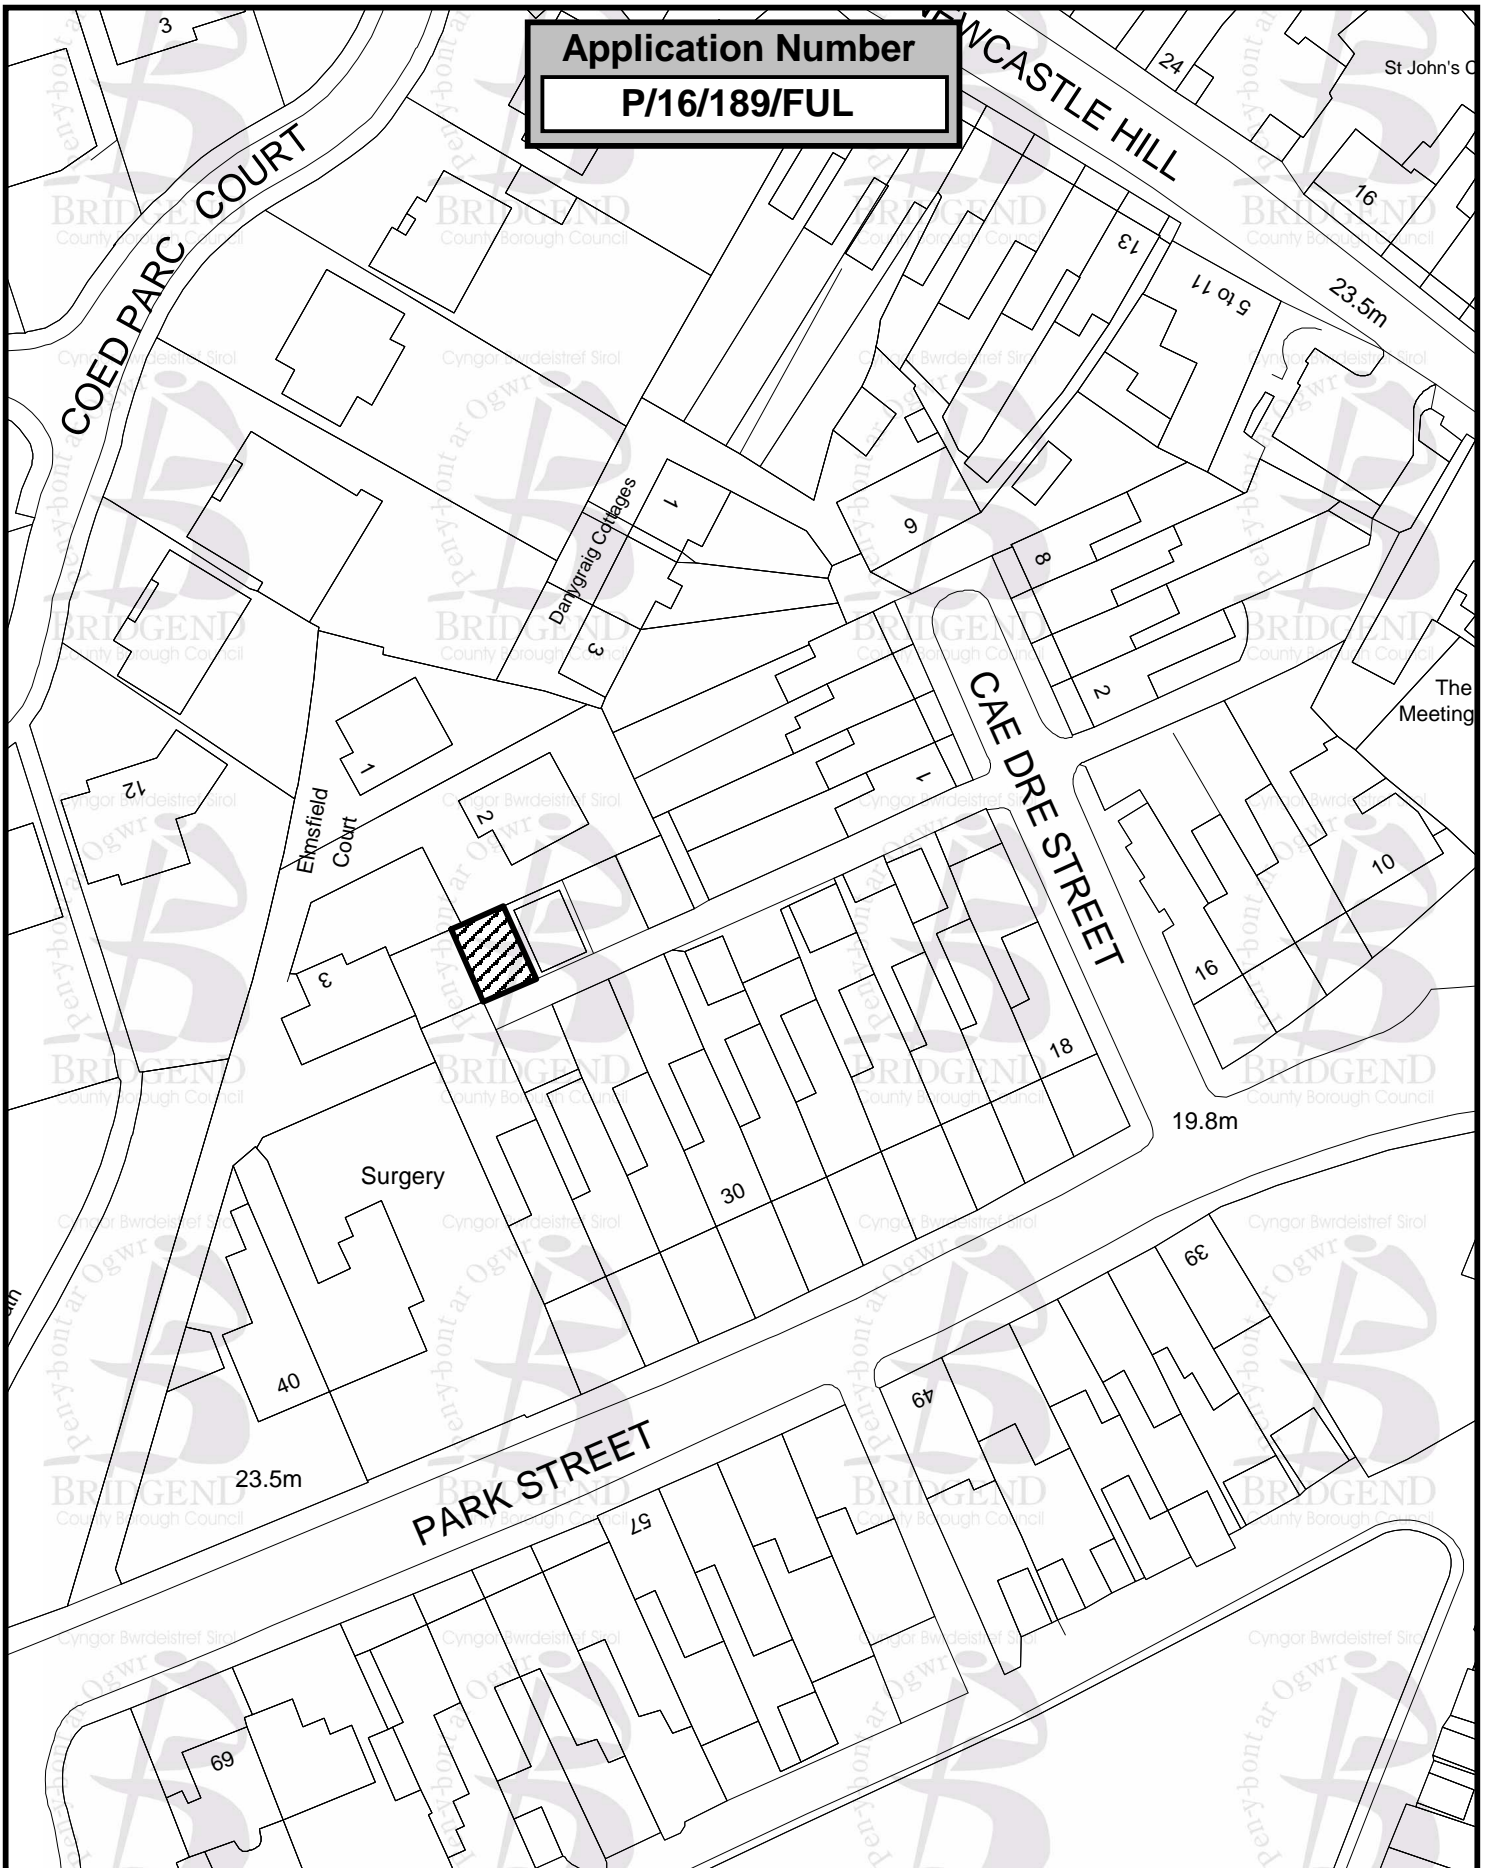 Application Number
P/16/189/FUL
NEWCASTLE HILL
3
24
St John's C
16
COED PARC COURT
13
5 to 11
23.5m
Danygraig Cottages
1
9
8
3
2
The
Meeting
CAE DRE STREET
1
12
Elmsfield
Court
2
1
10
16
3
18
19.8m
Surgery
30
39
40
49
23.5m
PARK STREET
57
69
Cyngor Bwrdeistref Sirol
Pen-y-bont ar Ogwr
BRIDGEND
County Borough Council